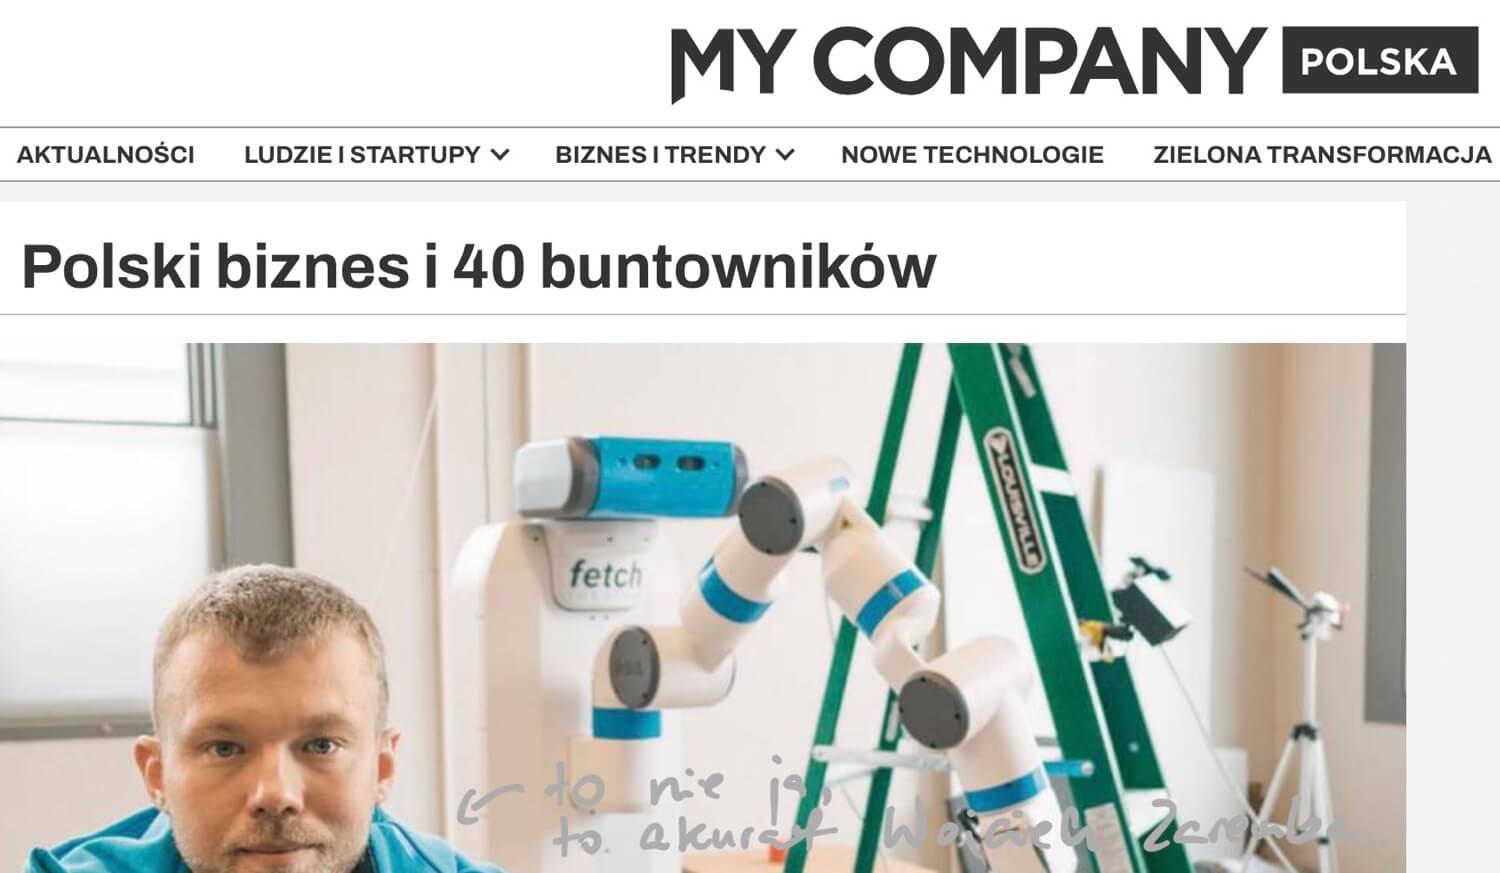 MY COMPANY POLSKA
AKTUALNOŚCI LUDZIE I STARTUPY BIZNES I TRENDY NOWE TECHNOLOGIE ZIELONA TRANSFORMACJA
Polski biznes i 40 buntowników
LOUISVILLE
fetch
to nie ja,
to akurat Wojciech Zaremba